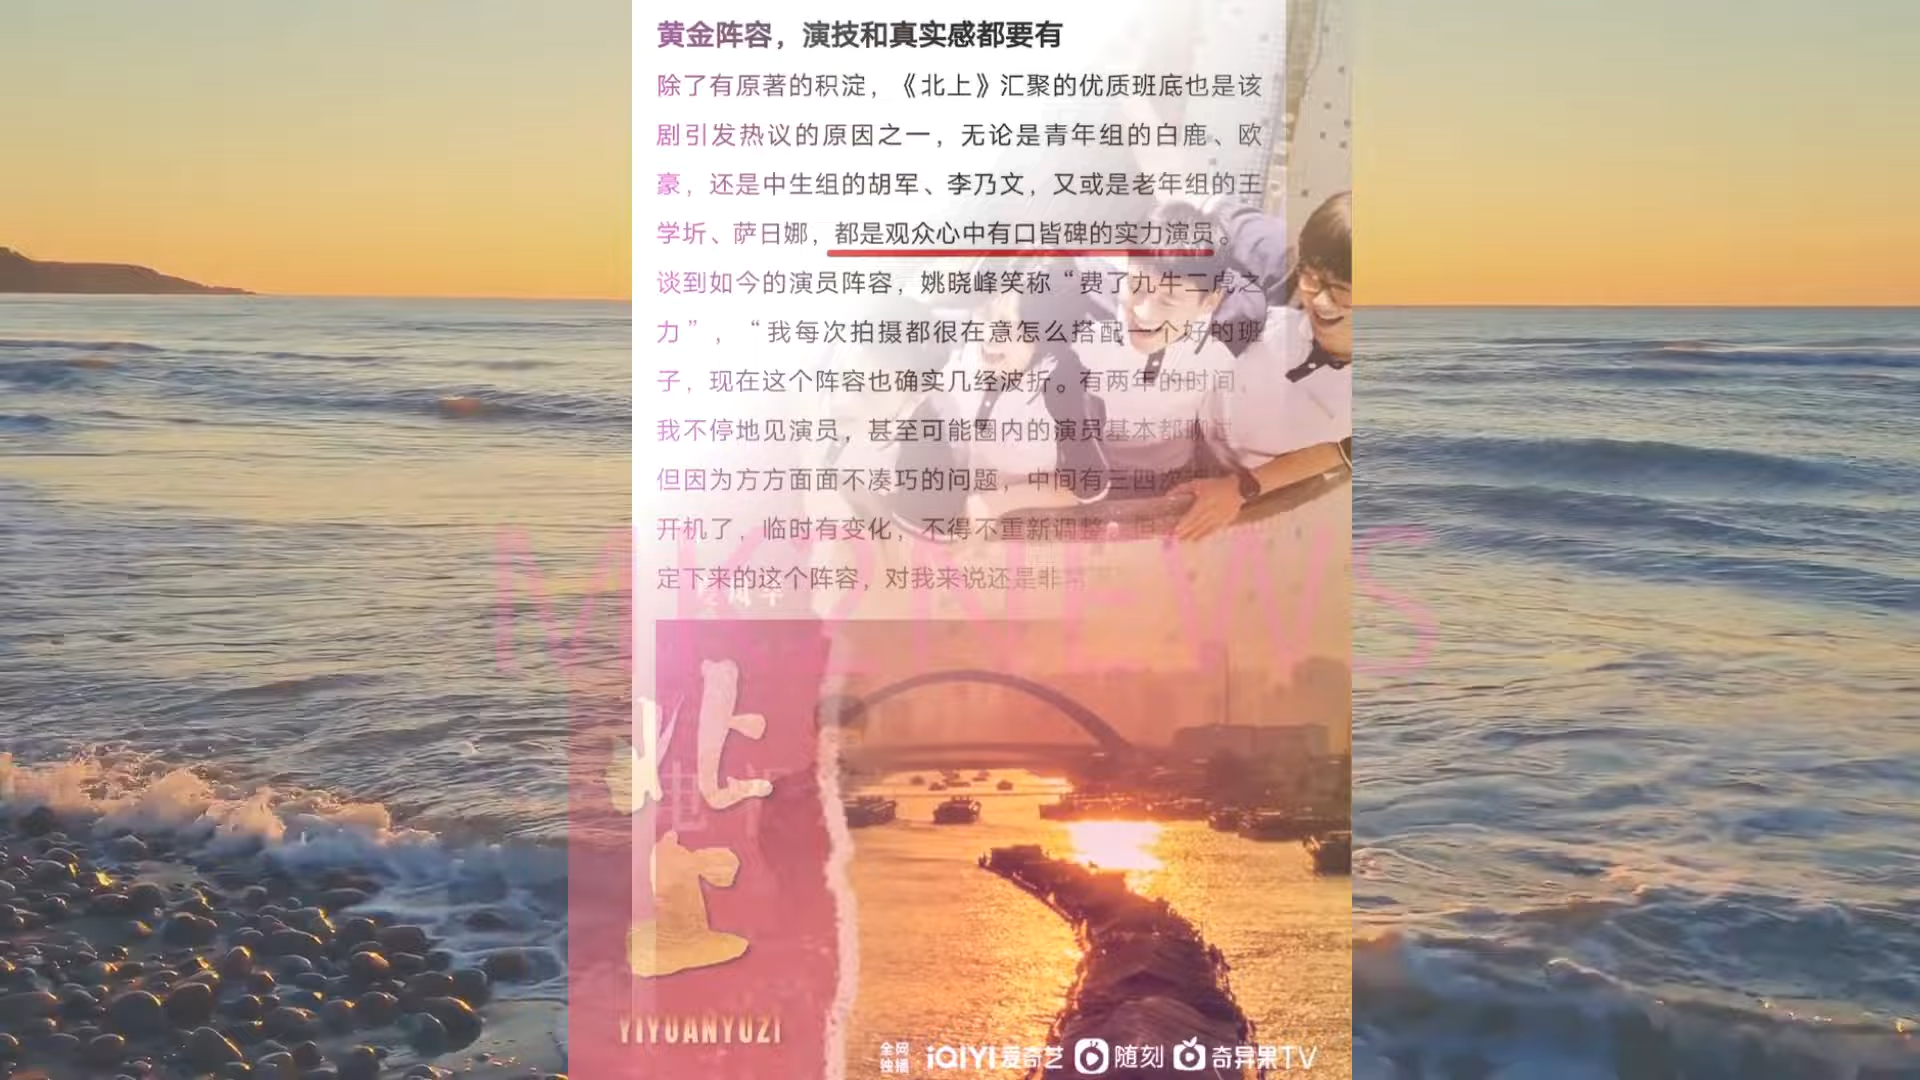 黄金阵容，演技和真实感都要有
除了有原著的积淀，《北上》汇聚的优质班底也是该
剧引发热议的原因之一，无论是青年组的白鹿、欧
豪，还是中生组的胡军、李乃文，又或是老年组的王
学圻、萨日娜，都是观众心中有口皆碑的实力演员。
谈到如今的演员阵容，姚晓峰笑称“费了九牛二虎之
力”，“我每次拍摄都很在意怎么搭配一个好的班
子，现在这个阵容也确实几经波折。有两年的时间，
我不停地见演员，甚至可能圈内的演员基本都聊过，
但因为方方面面不凑巧的问题，中间有三四次
开机了，临时有变化，不得不重新调整。但
定下来的这个阵容，对我来说还是非常
MK2NEWS
北
上
YIYUANYUZI
全网
独播
iQIYI爱奇艺 随刻 奇异果TV